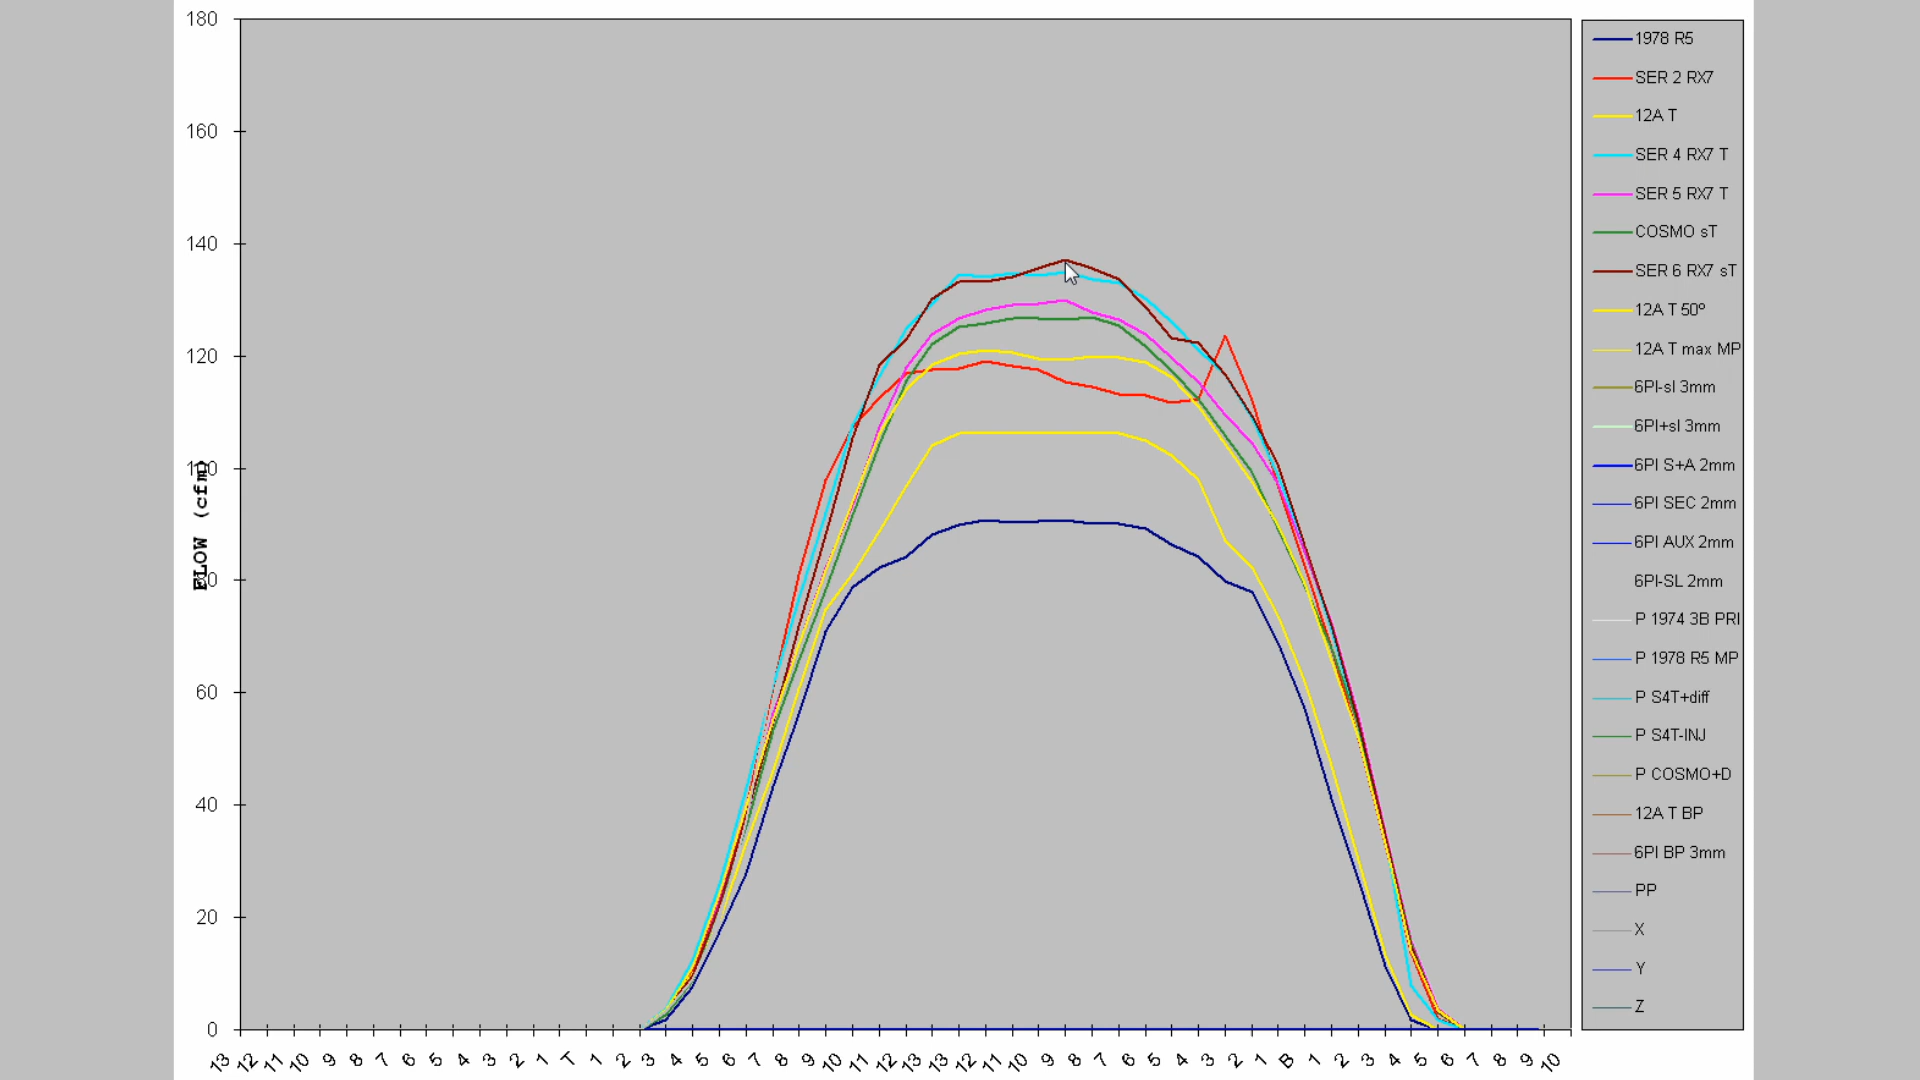 180
160
140
120
100
80
60
40
20
0
FLOW (cfm)
13 12 11 10 9 8 7 6 5 4 3 2 1 T 1 2 3 4 5 6 7 8 9 10 11 12 13 13 12 11 10 9 8 7 6 5 4 3 2 1 B 1 2 3 4 5 6 7 8 9 10
1978 R5
SER 2 RX7
12A T
SER 4 RX7 T
SER 5 RX7 T
COSMO sT
SER 6 RX7 sT
12A T 50º
12A T max MP
6PI-sl 3mm
6PI+sl 3mm
6PI S+A 2mm
6PI SEC 2mm
6PI AUX 2mm
6PI-SL 2mm
P 1974 3B PRI
P 1978 R5 MP
P S4T+diff
P S4T-INJ
P COSMO+D
12A T BP
6PI BP 3mm
PP
X
Y
Z